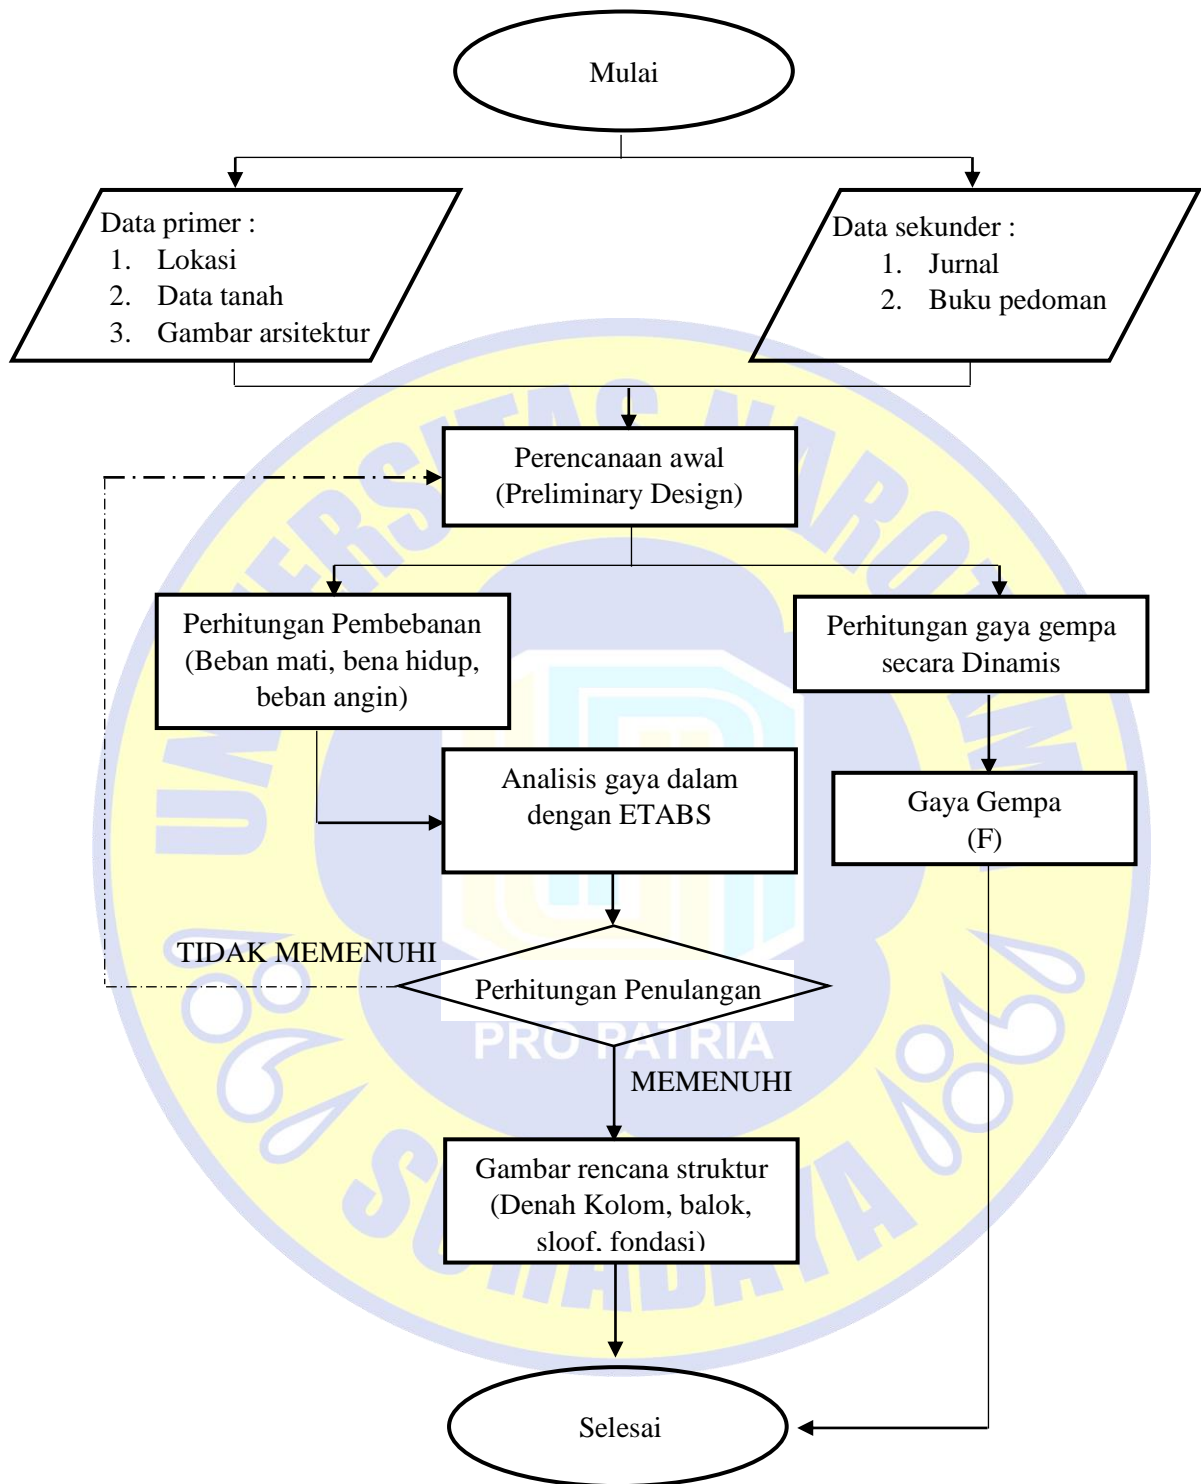 Mulai
Data primer :
1. Lokasi
2. Data tanah
3. Gambar arsitektur
Data sekunder :
1. Jurnal
2. Buku pedoman
Perencanaan awal
(Preliminary Design)
Perhitungan Pembebanan
(Beban mati, bena hidup,
beban angin)
Perhitungan gaya gempa
secara Dinamis
Analisis gaya dalam
dengan ETABS
Gaya Gempa
(F)
TIDAK MEMENUHI
Perhitungan Penulangan
MEMENUHI
Gambar rencana struktur
(Denah Kolom, balok,
sloof, fondasi)
Selesai
UNIVERSITAS NAROTAMA
PRO PATRIA
SURABAYA